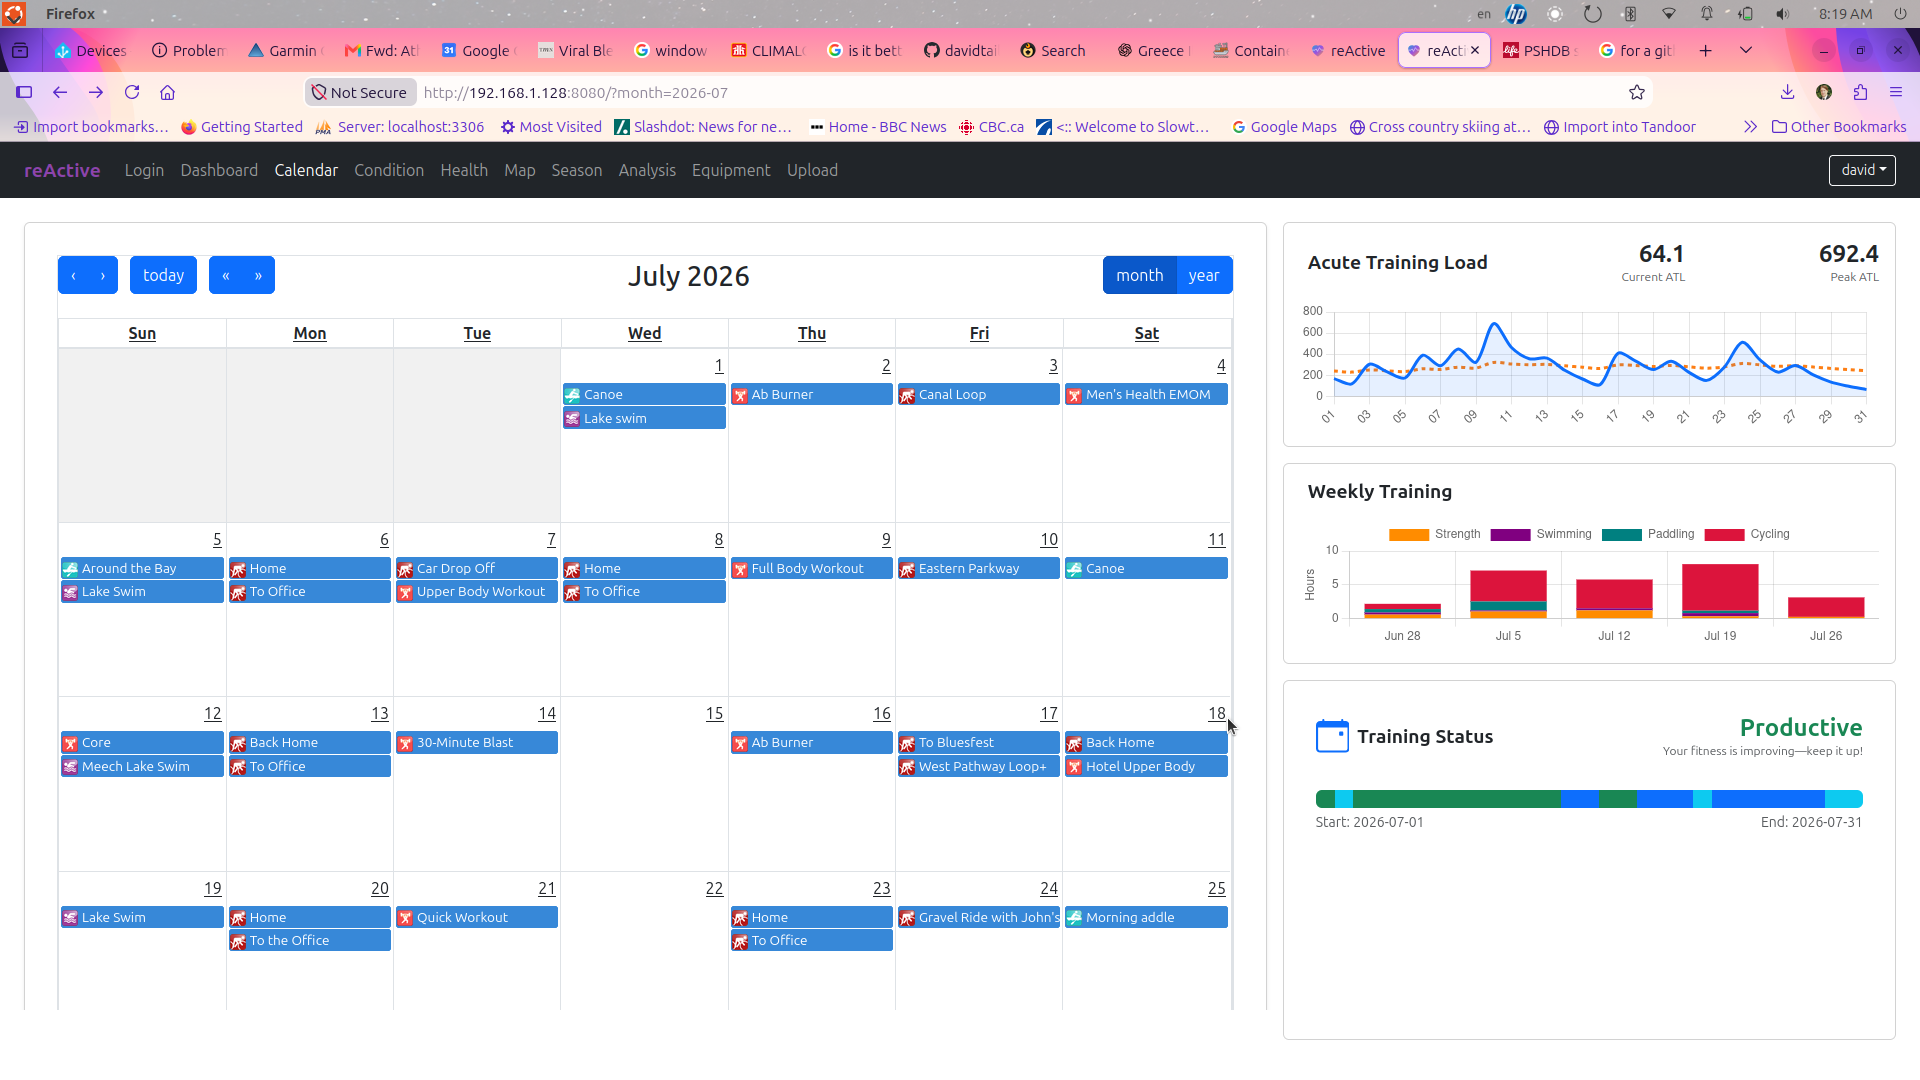 Firefox
en
8:19 AM
Devices
Problem
Garmin
Fwd: Atl
Google
Viral Ble
window
CLIMAL
is it bett
davidtai
Search
Greece
Contain
reActive
reActi
PSHDB s
for a git
Not Secure
http://192.168.1.128:8080/?month=2026-07
Import bookmarks...
Getting Started
Server: localhost:3306
Most Visited
Slashdot: News for ne...
Home - BBC News
CBC.ca
<:: Welcome to Slowt...
Google Maps
Cross country skiing at...
Import into Tandoor
Other Bookmarks
reActive Login Dashboard Calendar Condition Health Map Season Analysis Equipment Upload david
‹ › today « » July 2026 month year
Sun Mon Tue Wed Thu Fri Sat
1 2 3 4
Canoe Ab Burner Canal Loop Men's Health EMOM
Lake swim
5 6 7 8 9 10 11
Around the Bay Home Car Drop Off Home Full Body Workout Eastern Parkway Canoe
Lake Swim To Office Upper Body Workout To Office
12 13 14 15 16 17 18
Core Back Home 30-Minute Blast Ab Burner To Bluesfest Back Home
Meech Lake Swim To Office West Pathway Loop+ Hotel Upper Body
19 20 21 22 23 24 25
Lake Swim Home Quick Workout Home Gravel Ride with John's Morning addle
To the Office To Office
Acute Training Load
64.1
Current ATL
692.4
Peak ATL
800
600
400
200
0
01 03 05 07 09 11 13 15 17 19 21 23 25 27 29 31
Weekly Training
Strength Swimming Paddling Cycling
Hours
10
5
0
Jun 28 Jul 5 Jul 12 Jul 19 Jul 26
Training Status
Productive
Your fitness is improving—keep it up!
Start: 2026-07-01 End: 2026-07-31